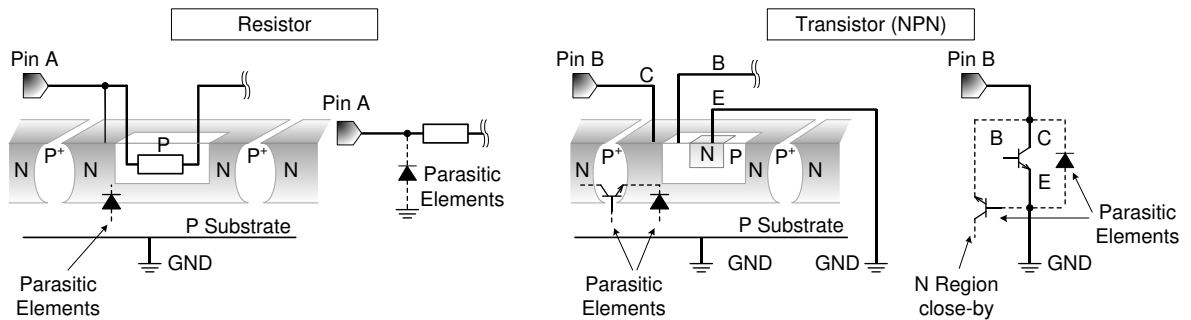 Resistor
Transistor (NPN)
Pin A
Pin B
C
B
E
Pin B
Pin A
N
P+
N
P
P+
N
N
P+
N
N
P
P+
N
B
C
E
Parasitic
Elements
P Substrate
GND
Parasitic
Elements
P Substrate
GND
GND
Parasitic
Elements
Parasitic
Elements
GND
N Region
close-by